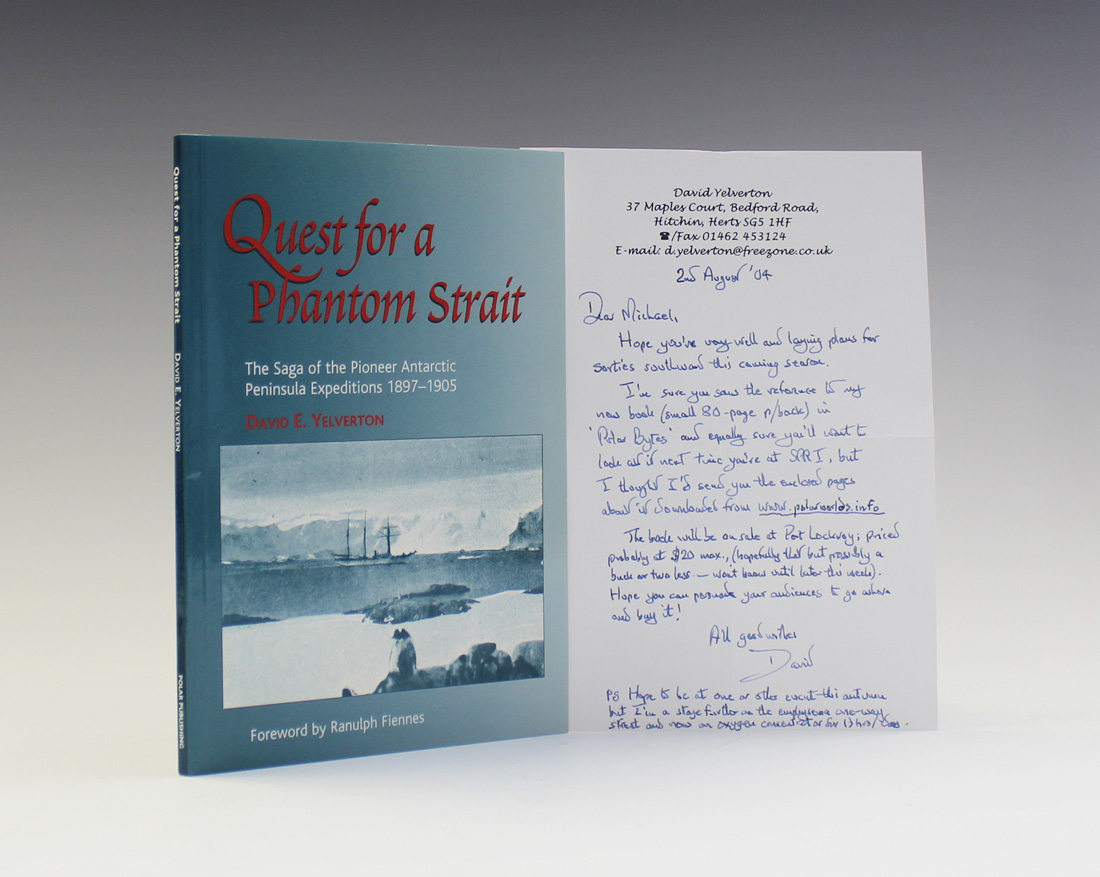 Quest for a Phantom Strait
DAVID E. YELVERTON
POLAR PUBLISHING
Quest for a
Phantom Strait
The Saga of the Pioneer Antarctic
Peninsula Expeditions 1897–1905
DAVID E. YELVERTON
Foreword by Ranulph Fiennes
David Yelverton
37 Maples Court, Bedford Road,
Hitchin, Herts SG5 1HF
☎/Fax 01462 453124
E-mail: d.yelverton@freezone.co.uk
2nd August '04
Dear Michael,
Hope you're very well and laying plans for
sorties southward this coming season.
I'm sure you saw the reference to my
new book (small 80-page p/back) in
'Polar Bytes' and equally sure you'll want to
look at it next time you're at SPRI, but
I thought I'd send you the enclosed pages
about it downloaded from www.polarworlds.info
The book will be on sale at Port Lockroy; priced
probably at $20 max., (hopefully that but possibly a
buck or two less — won't know until later this week).
Hope you can persuade your audiences to go ashore
and buy it!
All good wishes
David
PS Hope to be at one or other event this autumn
but I'm a stage further on the emphysema one-way
street and now on oxygen concentrator for 13 hrs/day.